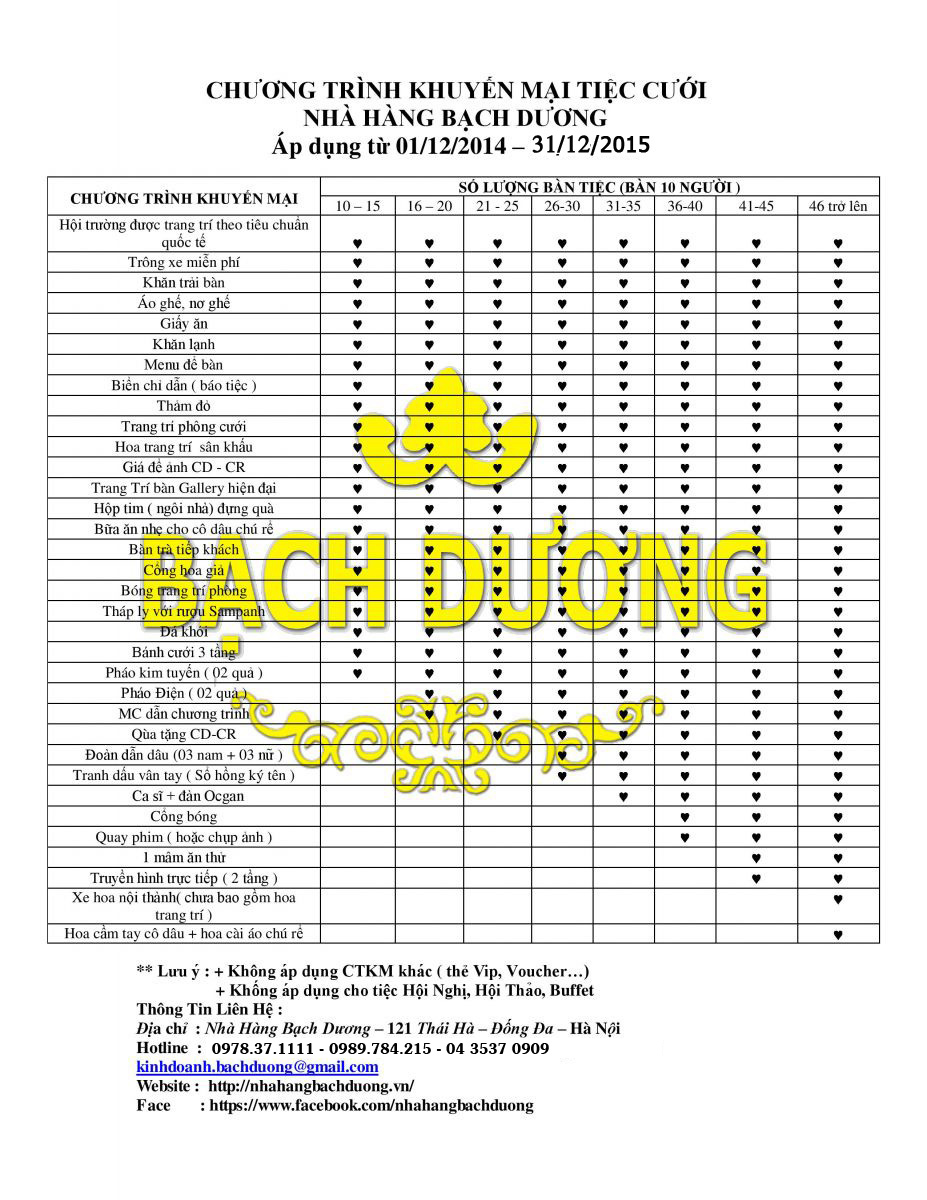 CHƯƠNG TRÌNH KHUYẾN MẠI TIỆC CƯỚI
NHÀ HÀNG BẠCH DƯƠNG
Áp dụng từ 01/12/2014 – 31/12/2015
CHƯƠNG TRÌNH KHUYẾN MẠI
SỐ LƯỢNG BÀN TIỆC (BÀN 10 NGƯỜI )
10 – 15 16 – 20 21 - 25 26-30 31-35 36-40 41-45 46 trở lên
Hội trường được trang trí theo tiêu chuẩn
quốc tế ♥ ♥ ♥ ♥ ♥ ♥ ♥ ♥
Trông xe miễn phí ♥ ♥ ♥ ♥ ♥ ♥ ♥ ♥
Khăn trải bàn ♥ ♥ ♥ ♥ ♥ ♥ ♥ ♥
Áo ghế, nơ ghế ♥ ♥ ♥ ♥ ♥ ♥ ♥ ♥
Giấy ăn ♥ ♥ ♥ ♥ ♥ ♥ ♥ ♥
Khăn lạnh ♥ ♥ ♥ ♥ ♥ ♥ ♥ ♥
Menu để bàn ♥ ♥ ♥ ♥ ♥ ♥ ♥ ♥
Biển chỉ dẫn ( báo tiệc ) ♥ ♥ ♥ ♥ ♥ ♥ ♥ ♥
Thảm đỏ ♥ ♥ ♥ ♥ ♥ ♥ ♥ ♥
Trang trí phông cưới ♥ ♥ ♥ ♥ ♥ ♥ ♥ ♥
Hoa trang trí sân khấu ♥ ♥ ♥ ♥ ♥ ♥ ♥ ♥
Giá để ảnh CD - CR ♥ ♥ ♥ ♥ ♥ ♥ ♥ ♥
Trang Trí bàn Gallery hiện đại ♥ ♥ ♥ ♥ ♥ ♥ ♥ ♥
Hộp tim ( ngôi nhà) đựng quà ♥ ♥ ♥ ♥ ♥ ♥ ♥ ♥
Bữa ăn nhẹ cho cô dâu chú rể ♥ ♥ ♥ ♥ ♥ ♥ ♥ ♥
Bàn trà tiếp khách ♥ ♥ ♥ ♥ ♥ ♥ ♥ ♥
Cổng hoa giả ♥ ♥ ♥ ♥ ♥ ♥ ♥ ♥
BẠCH DƯƠNG
Bóng trang trí phòng ♥ ♥ ♥ ♥ ♥ ♥ ♥ ♥
Tháp ly với rượu Sampanh ♥ ♥ ♥ ♥ ♥ ♥ ♥ ♥
Đá khói ♥ ♥ ♥ ♥ ♥ ♥ ♥ ♥
Bánh cưới 3 tầng ♥ ♥ ♥ ♥ ♥ ♥ ♥ ♥
Pháo kim tuyến ( 02 quả ) ♥ ♥ ♥ ♥ ♥ ♥ ♥ ♥
Pháo Điện ( 02 quả ) ♥ ♥ ♥ ♥ ♥ ♥ ♥
MC dẫn chương trình ♥ ♥ ♥ ♥ ♥ ♥ ♥
Qùa tặng CD-CR ♥ ♥ ♥ ♥ ♥ ♥
Đoàn dẫn dâu (03 nam + 03 nữ ) ♥ ♥ ♥ ♥ ♥
Tranh dấu vân tay ( Sổ hồng ký tên ) ♥ ♥ ♥ ♥ ♥
Ca sĩ + đàn Ocgan ♥ ♥ ♥ ♥
Cổng bóng ♥ ♥ ♥
Quay phim ( hoặc chụp ảnh ) ♥ ♥ ♥
1 mâm ăn thử ♥ ♥
Truyền hình trực tiếp ( 2 tầng ) ♥ ♥
Xe hoa nội thành( chưa bao gồm hoa ♥
trang trí )
Hoa cầm tay cô dâu + hoa cài áo chú rể ♥
** Lưu ý : + Không áp dụng CTKM khác ( thẻ Vip, Voucher…)
+ Không áp dụng cho tiệc Hội Nghị, Hội Thảo, Buffet
Thông Tin Liên Hệ :
Địa chỉ : Nhà Hàng Bạch Dương – 121 Thái Hà – Đống Đa – Hà Nội
Hotline : 0978.37.1111 - 0989.784.215 - 04 3537 0909
kinhdoanh.bachduong@gmail.com
Website : http://nhahangbachduong.vn/
Face : https://www.facebook.com/nhahangbachduong